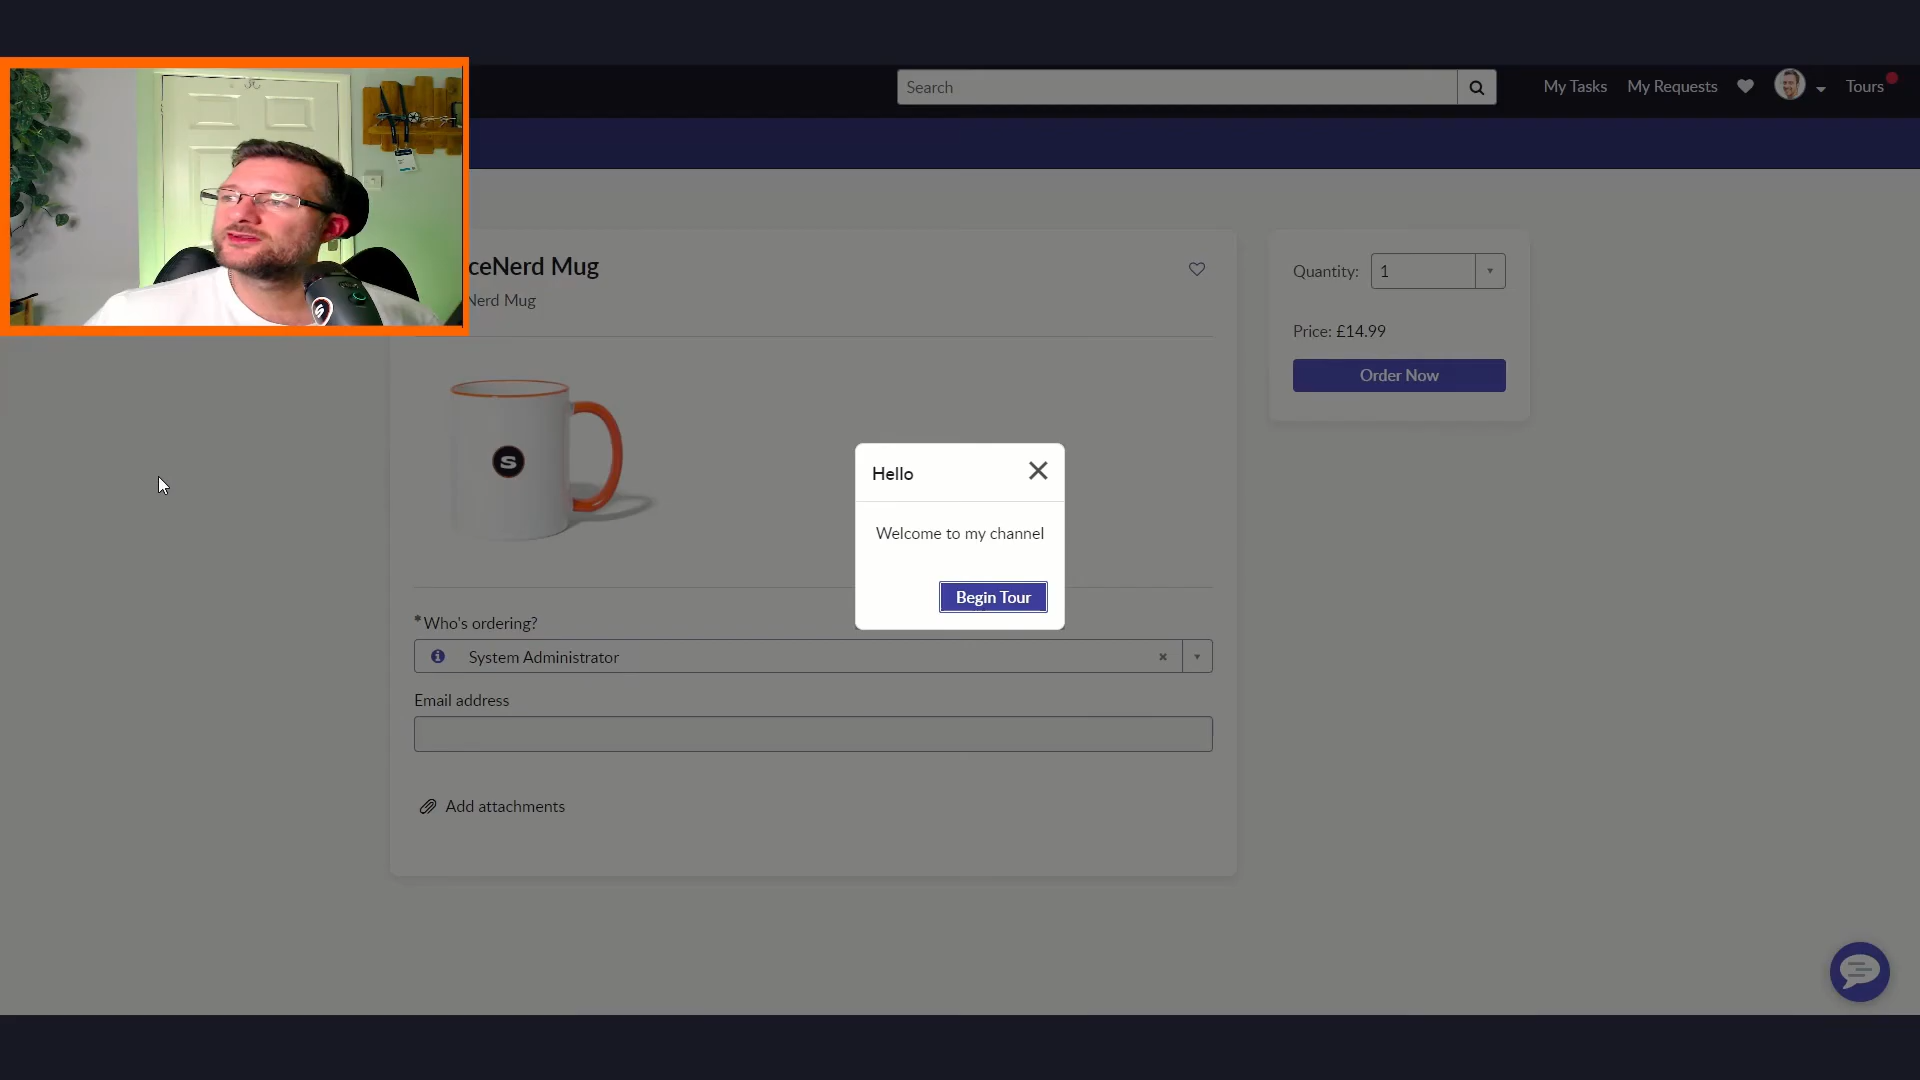 Search
My Tasks My Requests Tours
ceNerd Mug
Nerd Mug
Quantity: 1
Price: £14.99
Order Now
S
Hello
Welcome to my channel
Begin Tour
*Who's ordering?
System Administrator
Email address
Add attachments